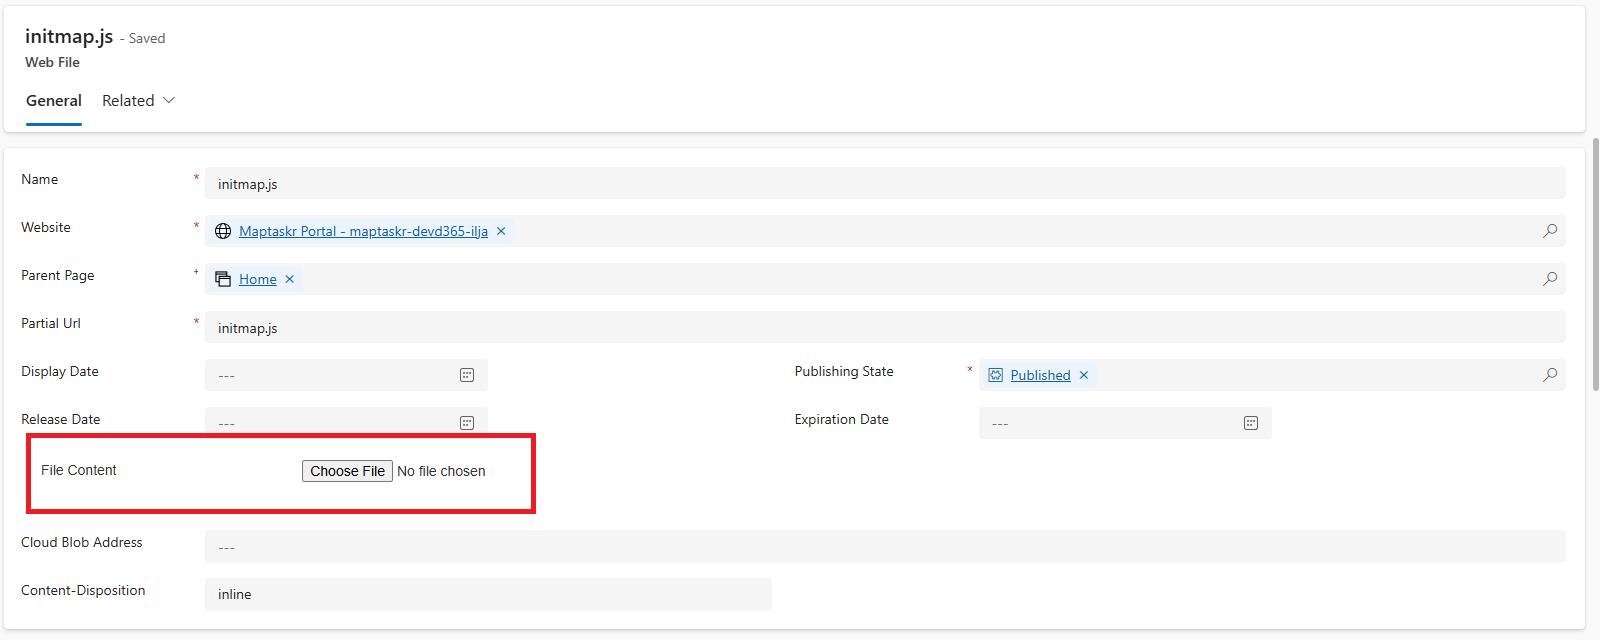 initmap.js - Saved
Web File
General Related
Name * initmap.js
Website * Maptaskr Portal - maptaskr-devd365-ilja
Parent Page + Home
Partial Url * initmap.js
Display Date --- Publishing State * Published
Release Date --- Expiration Date ---
File Content Choose File No file chosen
Cloud Blob Address ---
Content-Disposition inline